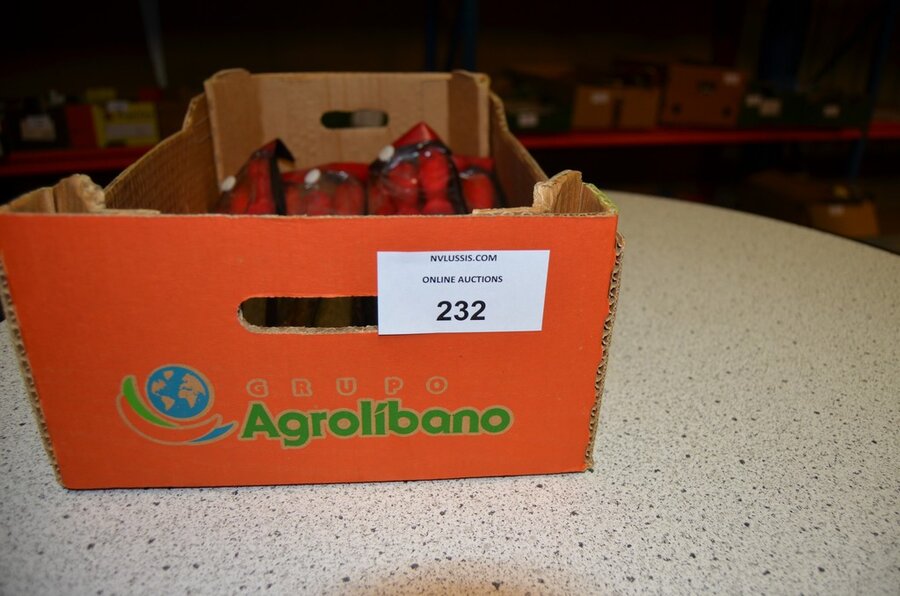 NVLUSSIS.COM
ONLINE AUCTIONS
232
GRUPO
Agrolíbano